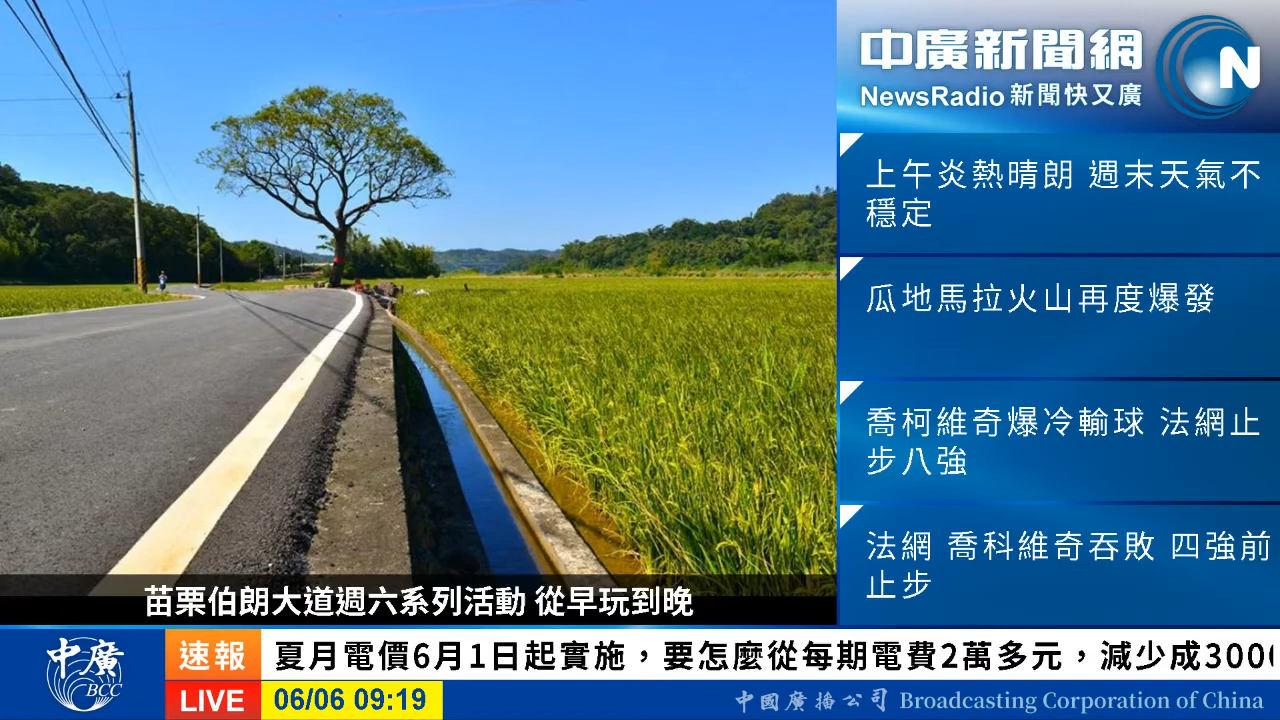 中廣新聞網
NewsRadio 新聞快又廣
N
上午炎熱晴朗 週末天氣不
穩定
瓜地馬拉火山再度爆發
喬柯維奇爆冷輸球 法網止
步八強
法網 喬科維奇吞敗 四強前
止步
苗栗伯朗大道週六系列活動 從早玩到晚
中廣
BCC
速報
夏月電價6月1日起實施，要怎麼從每期電費2萬多元，減少成3000
LIVE
06/06 09:19
中國廣播公司 Broadcasting Corporation of China